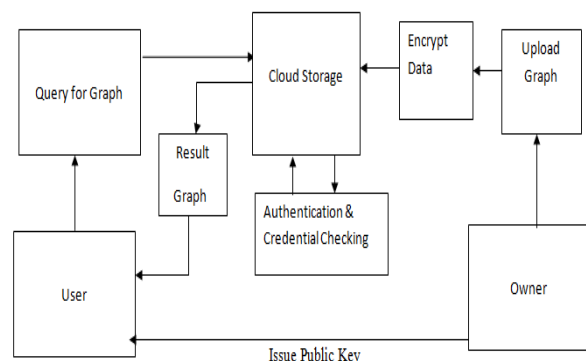 Query for Graph
Cloud Storage
Encrypt
Data
Upload
Graph
Result
Graph
Authentication &
Credential Checking
User
Owner
Issue Public Key